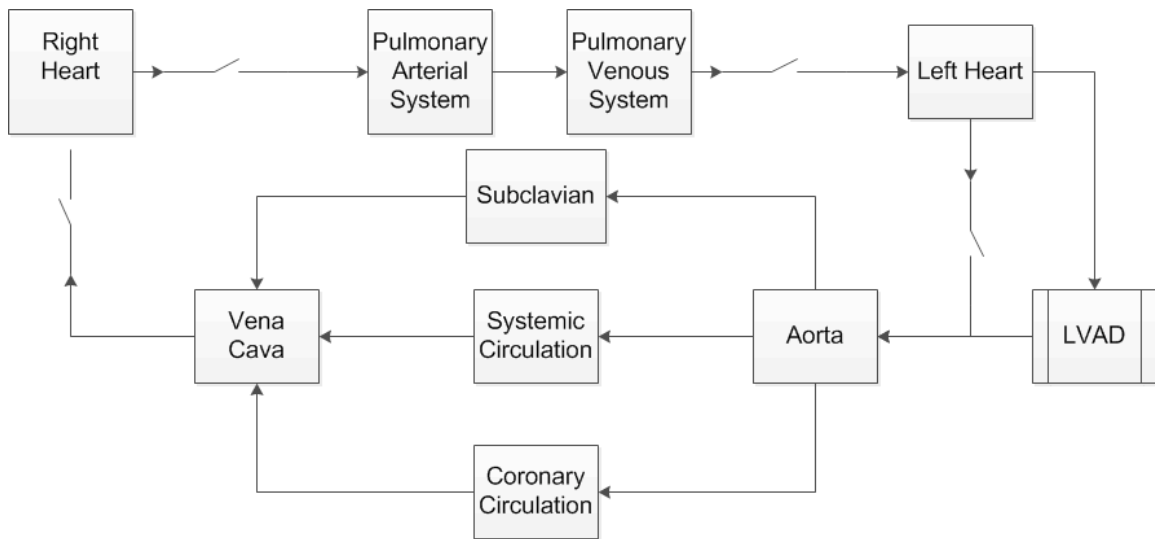 Right
Heart
Pulmonary
Arterial
System
Pulmonary
Venous
System
Left Heart
Subclavian
Vena
Cava
Systemic
Circulation
Aorta
LVAD
Coronary
Circulation